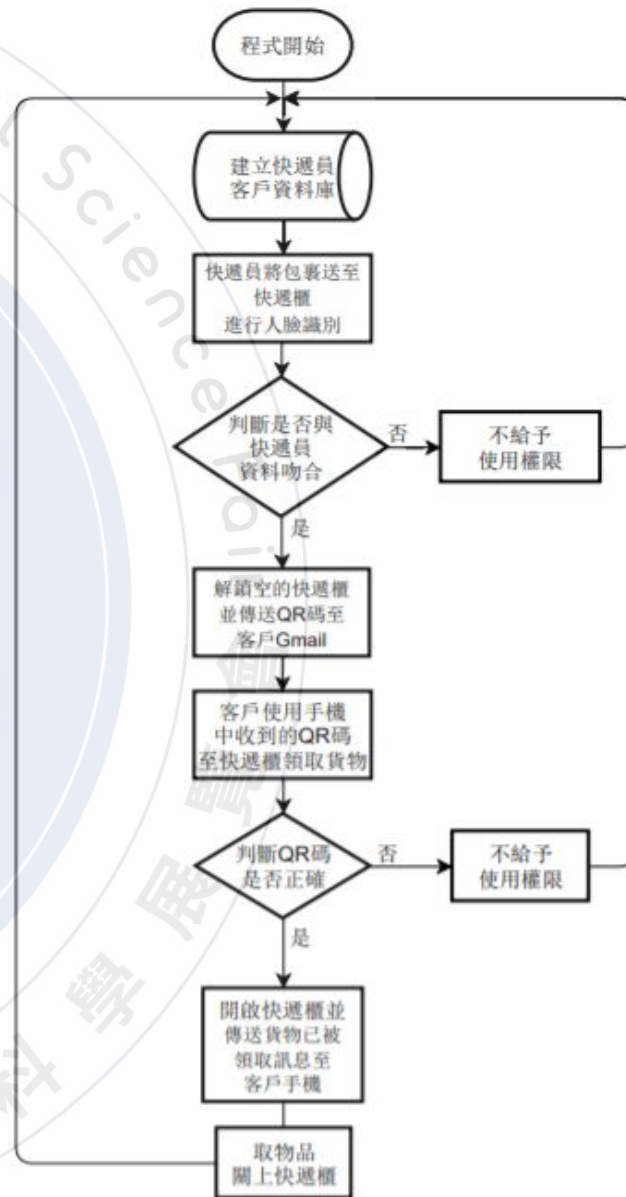 程式開始
建立快遞員
客戶資料庫
快遞員將包裹送至
快遞櫃
進行人臉識別
判斷是否與
快遞員
資料吻合
否
不給予
使用權限
是
解鎖空的快遞櫃
並傳送QR碼至
客戶Gmail
客戶使用手機
中收到的QR碼
至快遞櫃領取貨物
判斷QR碼
是否正確
否
不給予
使用權限
是
開啟快遞櫃並
傳送貨物已被
領取訊息至
客戶手機
取物品
關上快遞櫃